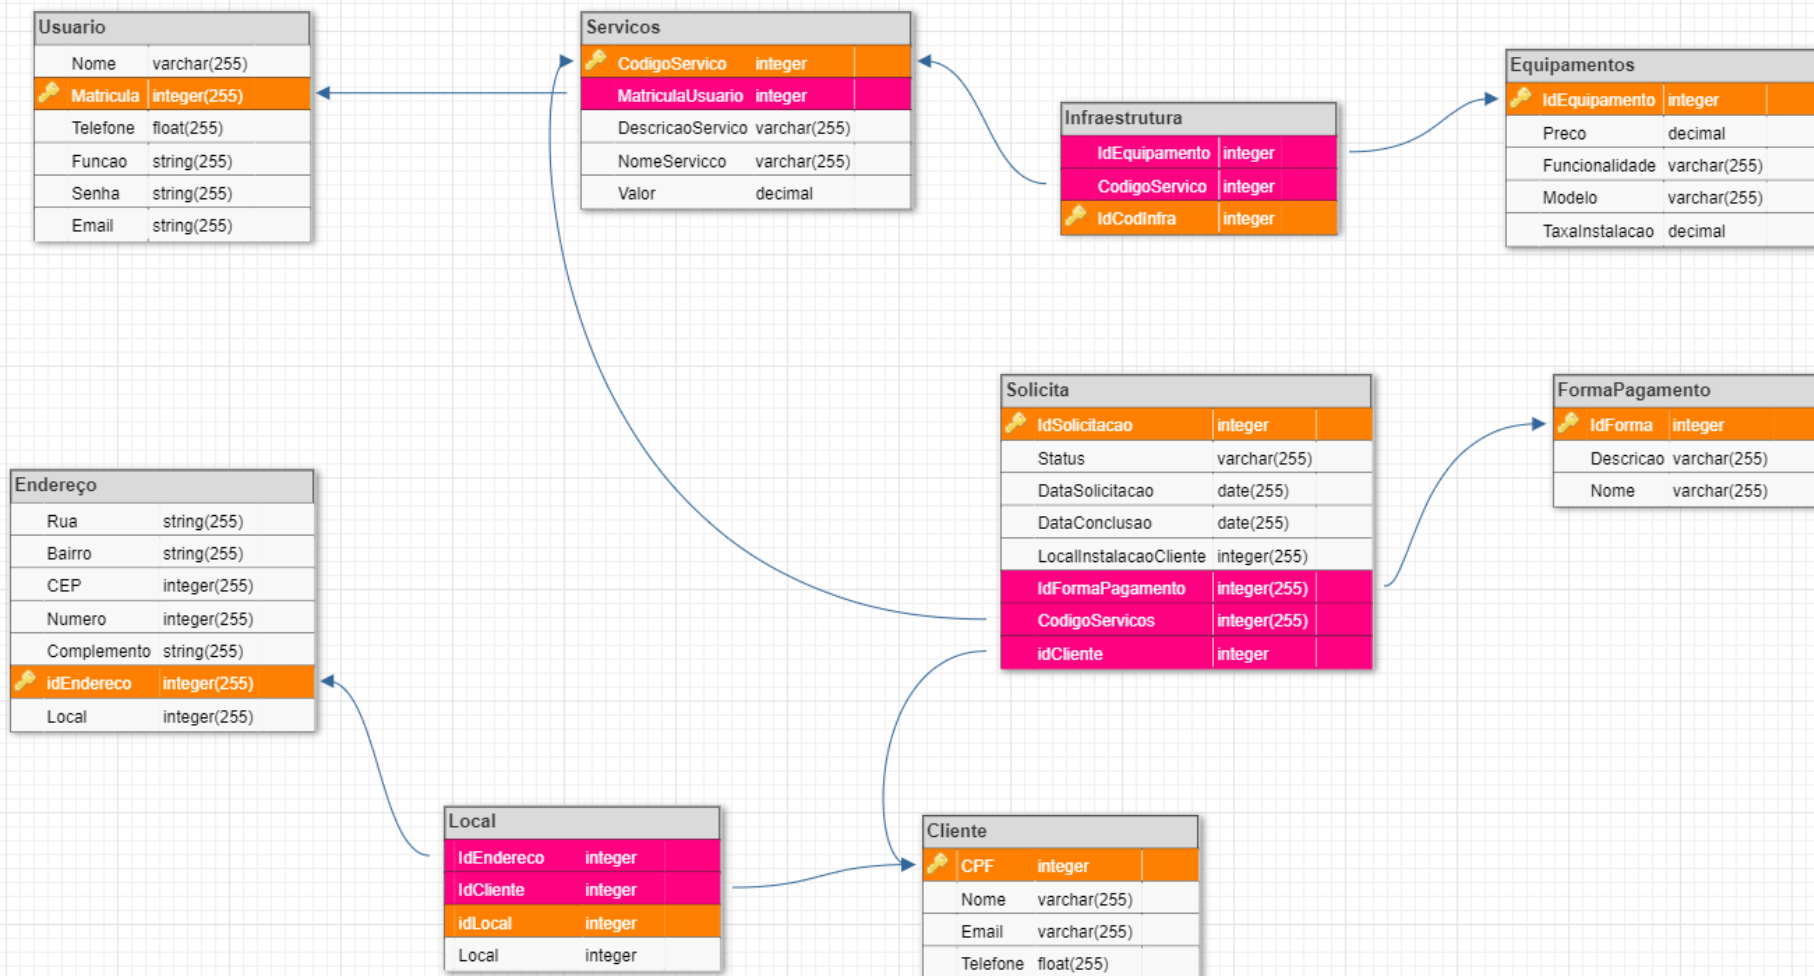 Usuario
Nome varchar(255)
Matricula integer(255)
Telefone float(255)
Funcao string(255)
Senha string(255)
Email string(255)
Servicos
CodigoServico integer
MatriculaUsuario integer
DescricaoServico varchar(255)
NomeServicco varchar(255)
Valor decimal
Infraestrutura
IdEquipamento integer
CodigoServico integer
IdCodInfra integer
Equipamentos
IdEquipamento integer
Preco decimal
Funcionalidade varchar(255)
Modelo varchar(255)
TaxaInstalacao decimal
Solicita
IdSolicitacao integer
Status varchar(255)
DataSolicitacao date(255)
DataConclusao date(255)
LocalInstalacaoCliente integer(255)
IdFormaPagamento integer(255)
CodigoServicos integer(255)
idCliente integer
FormaPagamento
IdForma integer
Descricao varchar(255)
Nome varchar(255)
Endereço
Rua string(255)
Bairro string(255)
CEP integer(255)
Numero integer(255)
Complemento string(255)
idEndereco integer(255)
Local integer(255)
Local
IdEndereco integer
IdCliente integer
idLocal integer
Local integer
Cliente
CPF integer
Nome varchar(255)
Email varchar(255)
Telefone float(255)